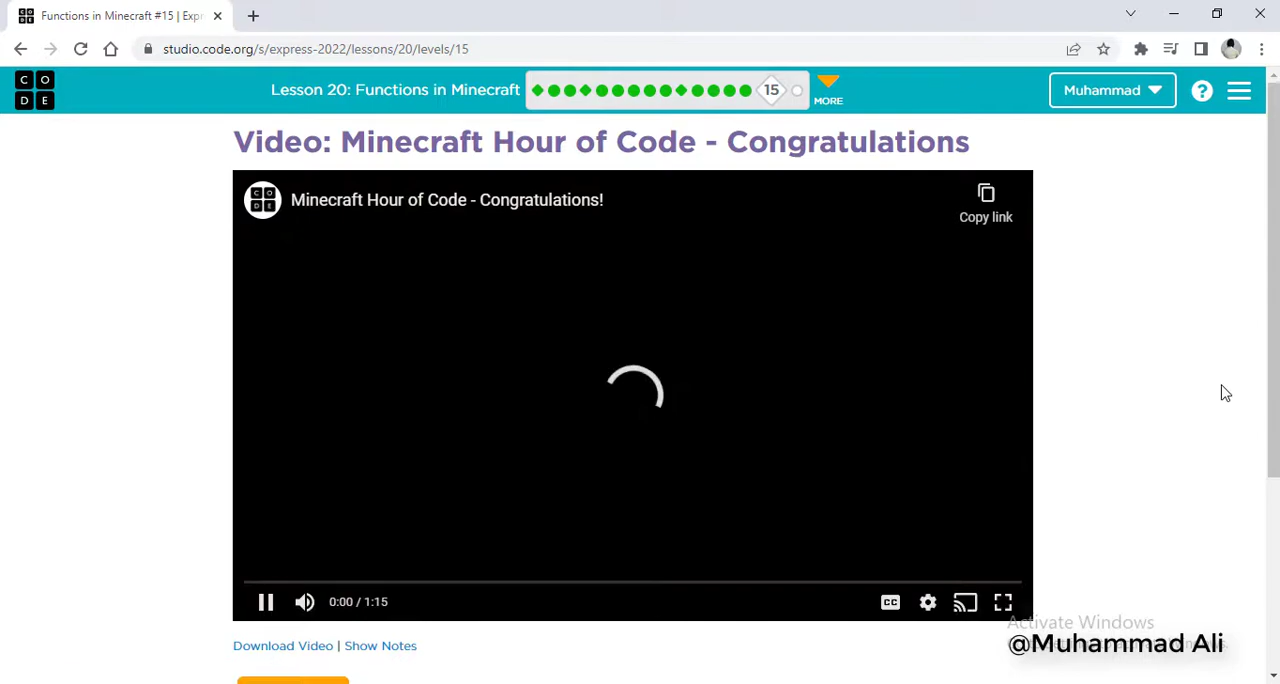 Functions in Minecraft #15 | Expr
studio.code.org/s/express-2022/lessons/20/levels/15
CODE
Lesson 20: Functions in Minecraft
15
MORE
Muhammad
?
Video: Minecraft Hour of Code - Congratulations
CODE
Minecraft Hour of Code - Congratulations!
Copy link
0:00 / 1:15
CC
Activate Windows
@Muhammad Ali
Download Video | Show Notes